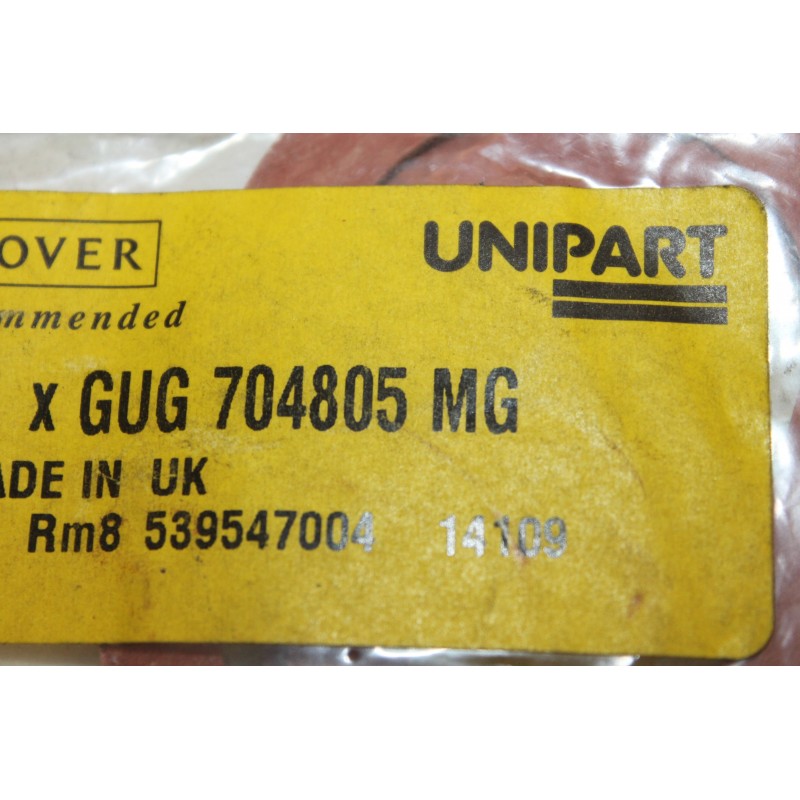 OVER
UNIPART
mmended
x GUG 704805 MG
ADE IN UK
Rm8 539547004 14109